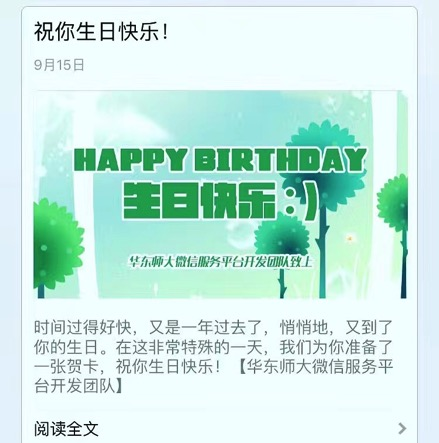 祝你生日快乐！
9月15日
HAPPY BIRTHDAY
生日快乐 :)
华东师大微信服务平台开发团队致上
时间过得好快，又是一年过去了，悄悄地，又到了
你的生日。在这非常特殊的一天，我们为你准备了
一张贺卡，祝你生日快乐！【华东师大微信服务平
台开发团队】
阅读全文